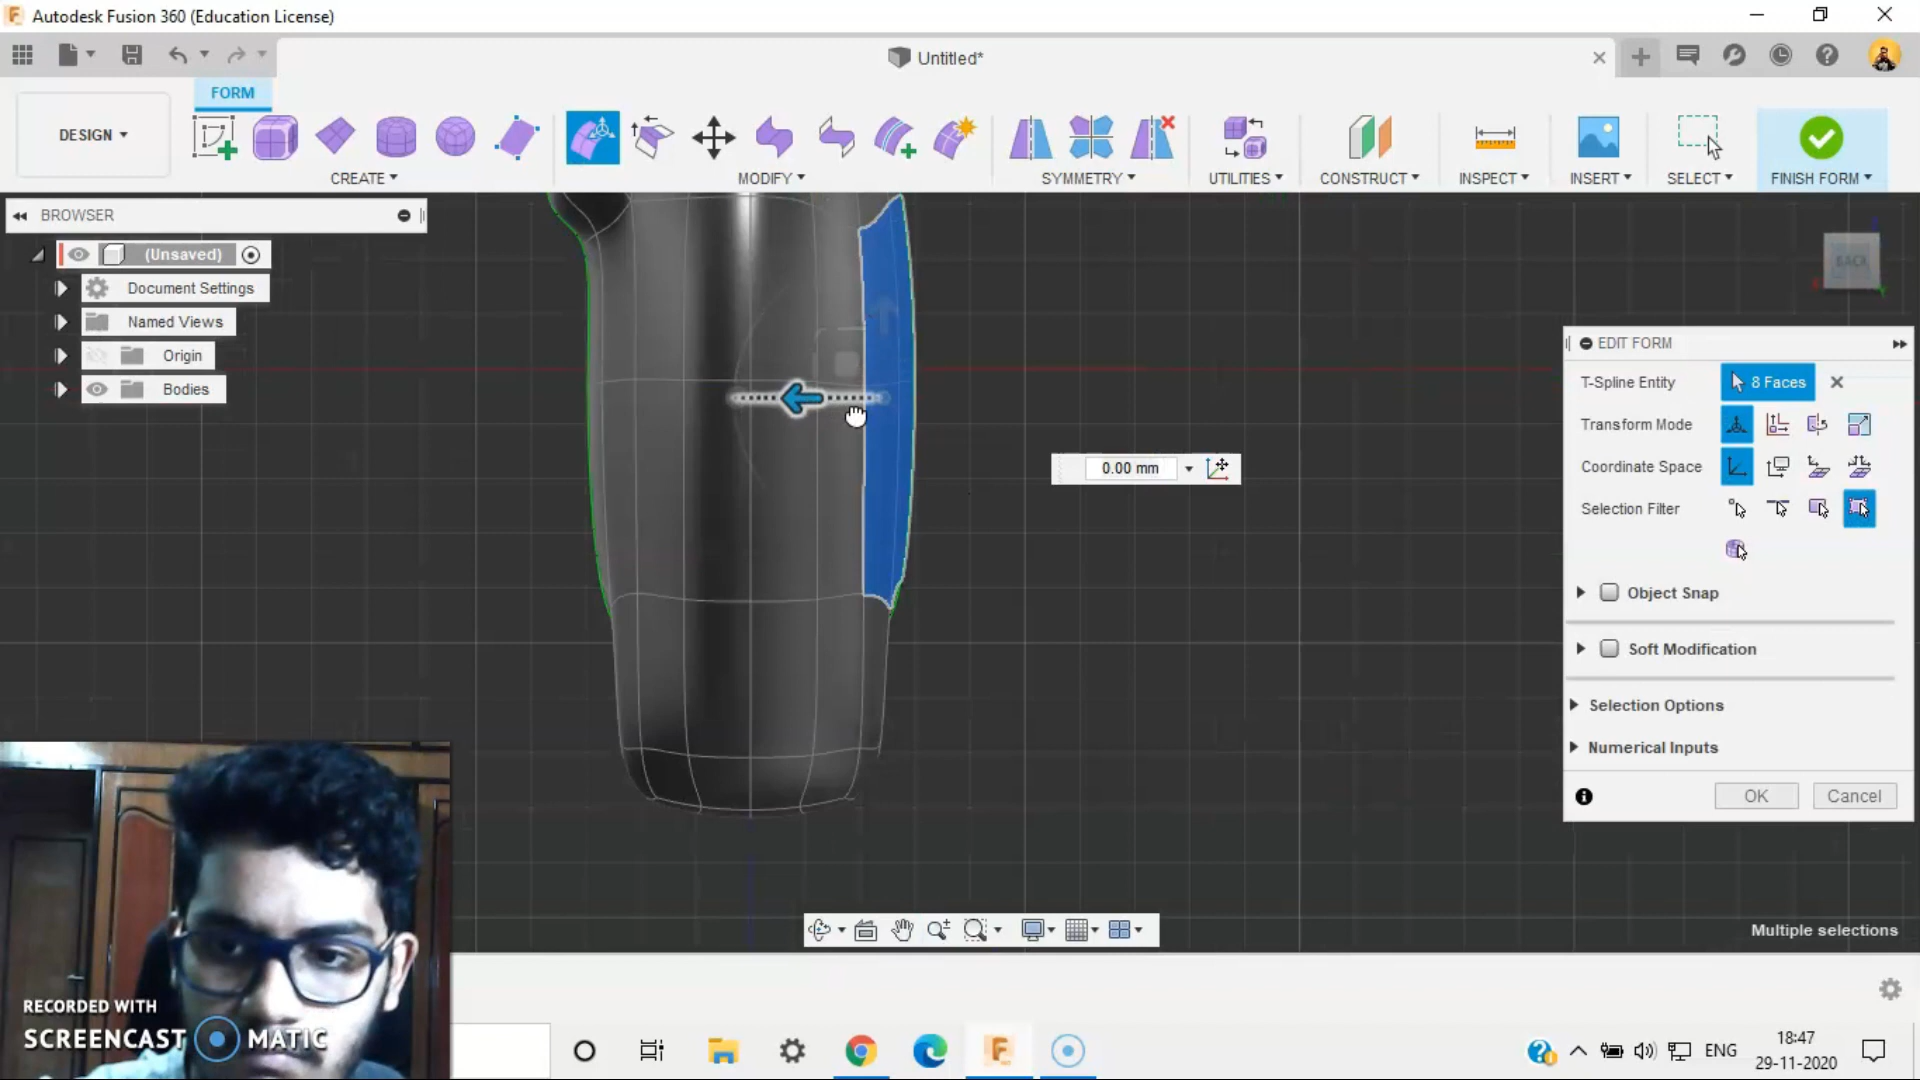 Autodesk Fusion 360 (Education License)
Untitled*
FORM
DESIGN
CREATE
MODIFY
SYMMETRY
UTILITIES
CONSTRUCT
INSPECT
INSERT
SELECT
FINISH FORM
BROWSER
(Unsaved)
Document Settings
Named Views
Origin
Bodies
BACK
0.00 mm
EDIT FORM
T-Spline Entity
8 Faces
Transform Mode
Coordinate Space
Selection Filter
Object Snap
Soft Modification
Selection Options
Numerical Inputs
OK
Cancel
Multiple selections
RECORDED WITH
SCREENCAST MATIC
ENG
18:47
29-11-2020